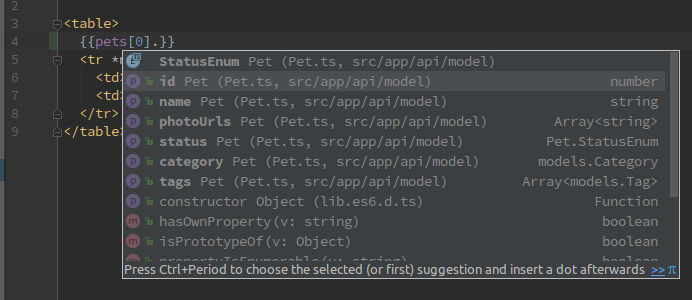 2
3 <table>
4 {{pets[0].}}
5 <tr *n
StatusEnum Pet (Pet.ts, src/app/api/model)
id Pet (Pet.ts, src/app/api/model) number
6 <td>
name Pet (Pet.ts, src/app/api/model) string
7 <td>
photoUrls Pet (Pet.ts, src/app/api/model) Array<string>
8 </tr>
status Pet (Pet.ts, src/app/api/model) Pet.StatusEnum
9 </table>
category Pet (Pet.ts, src/app/api/model) models.Category
tags Pet (Pet.ts, src/app/api/model) Array<models.Tag>
constructor Object (lib.es6.d.ts) Function
hasOwnProperty(v: string) boolean
isPrototypeOf(v: Object) boolean
propertyIsEnumerable(v: string) boolean
Press Ctrl+Period to choose the selected (or first) suggestion and insert a dot afterwards >> π